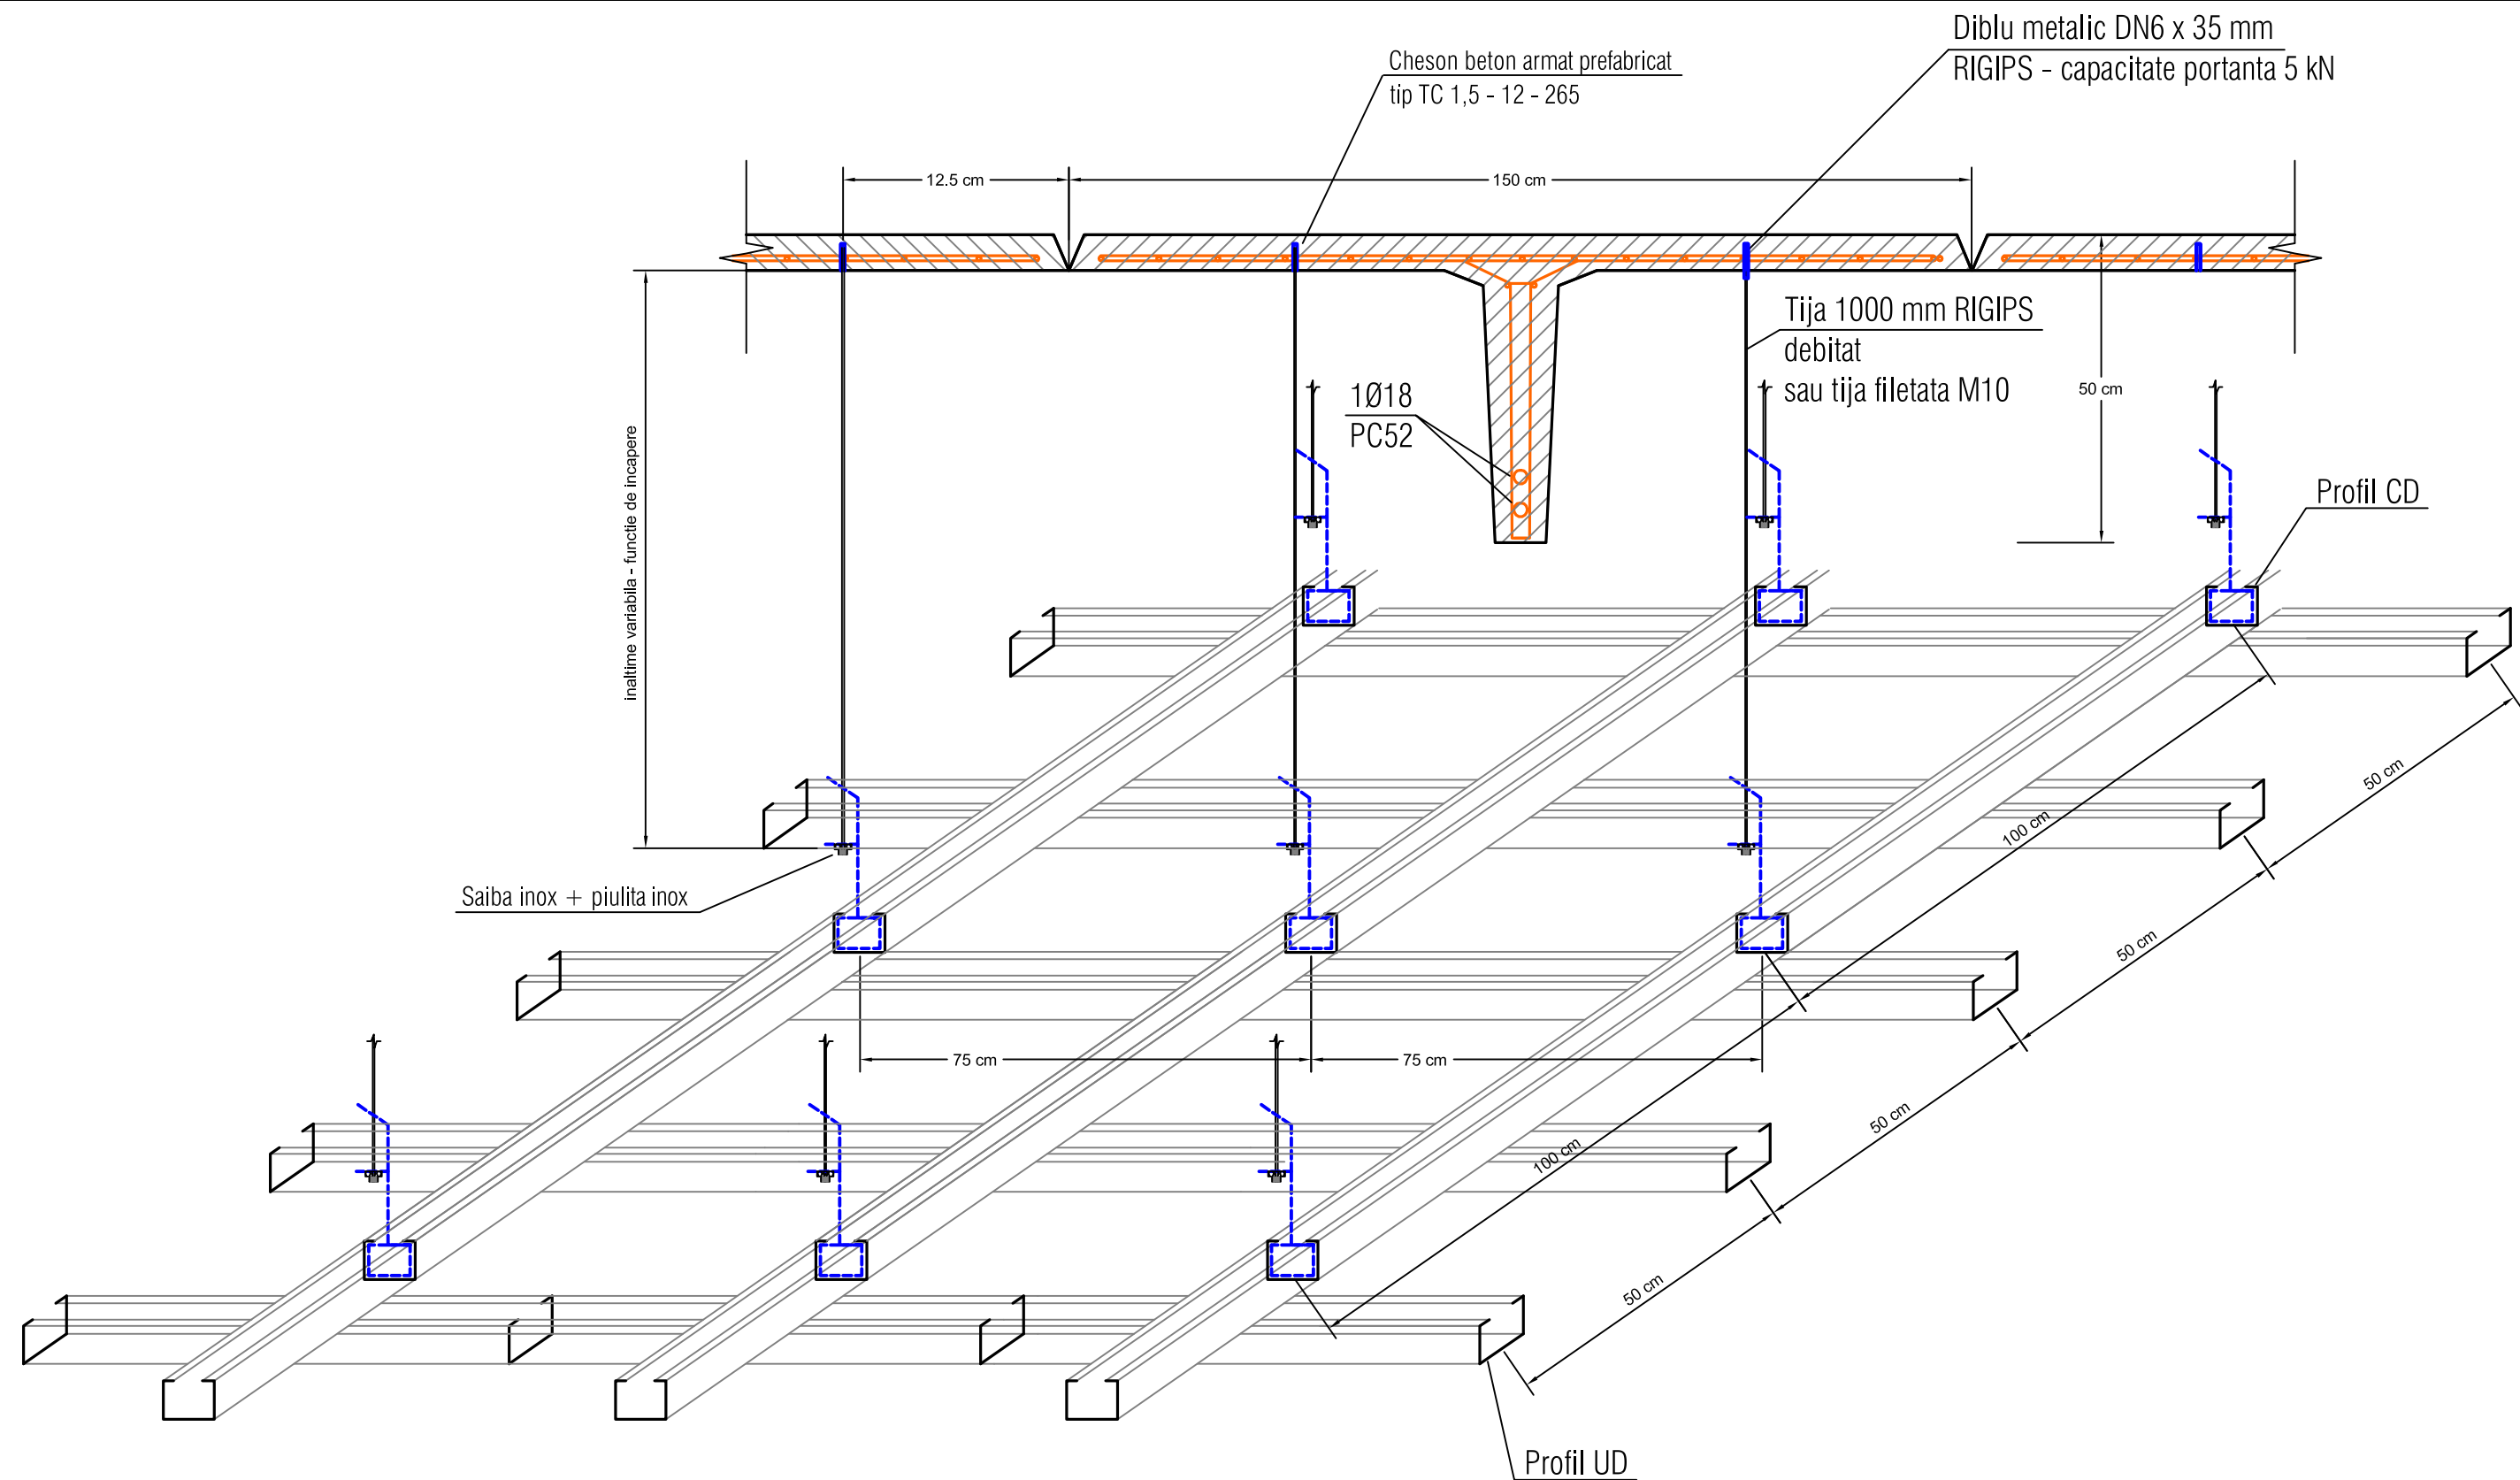 Diblu metalic DN6 x 35 mm
RIGIPS - capacitate portanta 5 kN
Cheson beton armat prefabricat
tip TC 1,5 - 12 - 265
12.5 cm
150 cm
Tija 1000 mm RIGIPS
debitat
sau tija filetata M10
50 cm
1Ø18
PC52
inaltime variabila - functie de incapere
Profil CD
50 cm
100 cm
Saiba inox + piulita inox
50 cm
75 cm
75 cm
50 cm
100 cm
50 cm
Profil UD